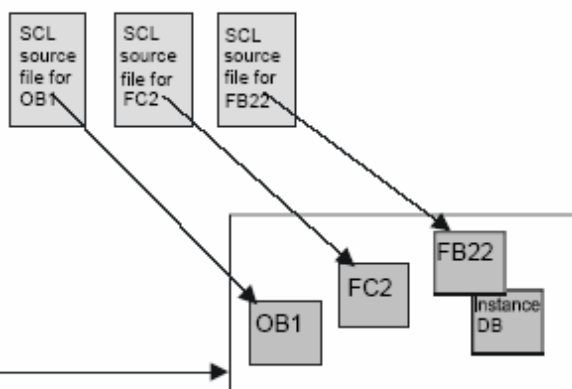 SCL
source
file for
OB1
SCL
source
file for
FC2
SCL
source
file for
FB22
FB22
FC2
Instance
DB
OB1